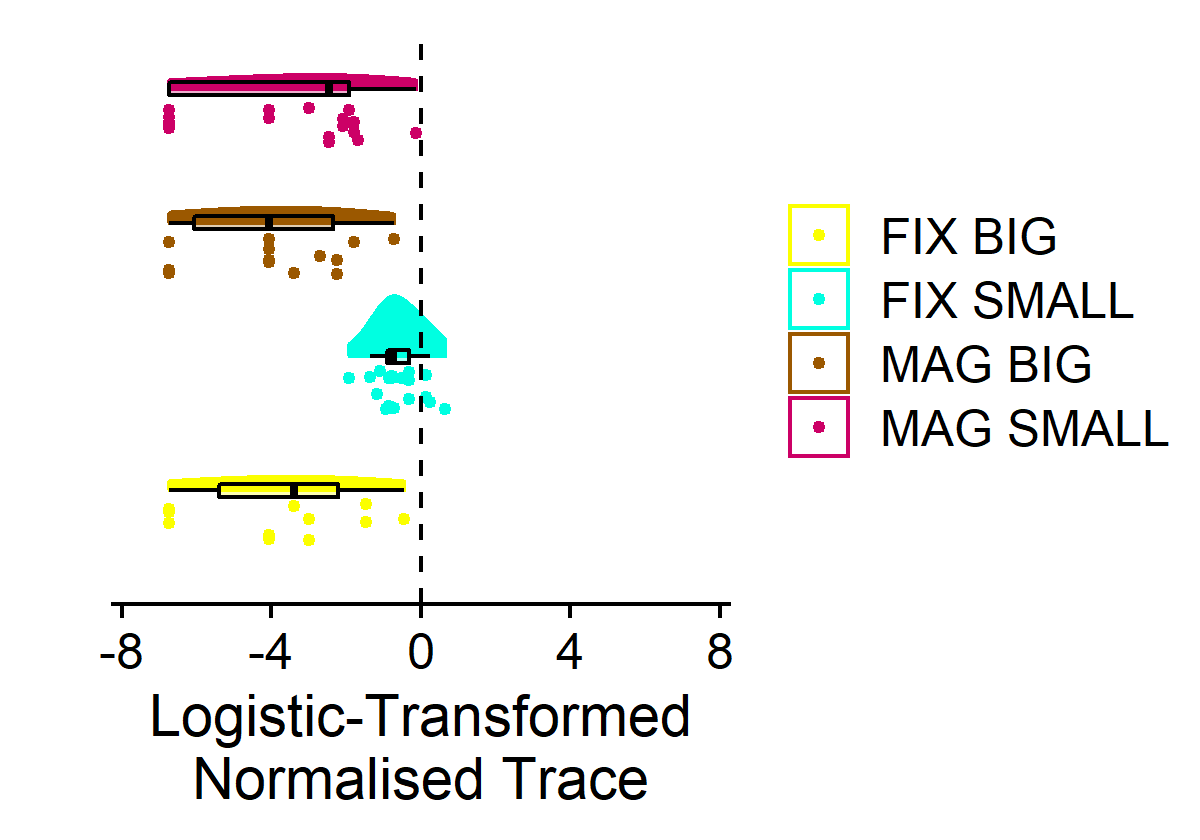 FIX BIG
FIX SMALL
MAG BIG
MAG SMALL
-8 -4 0 4 8
Logistic-Transformed
Normalised Trace